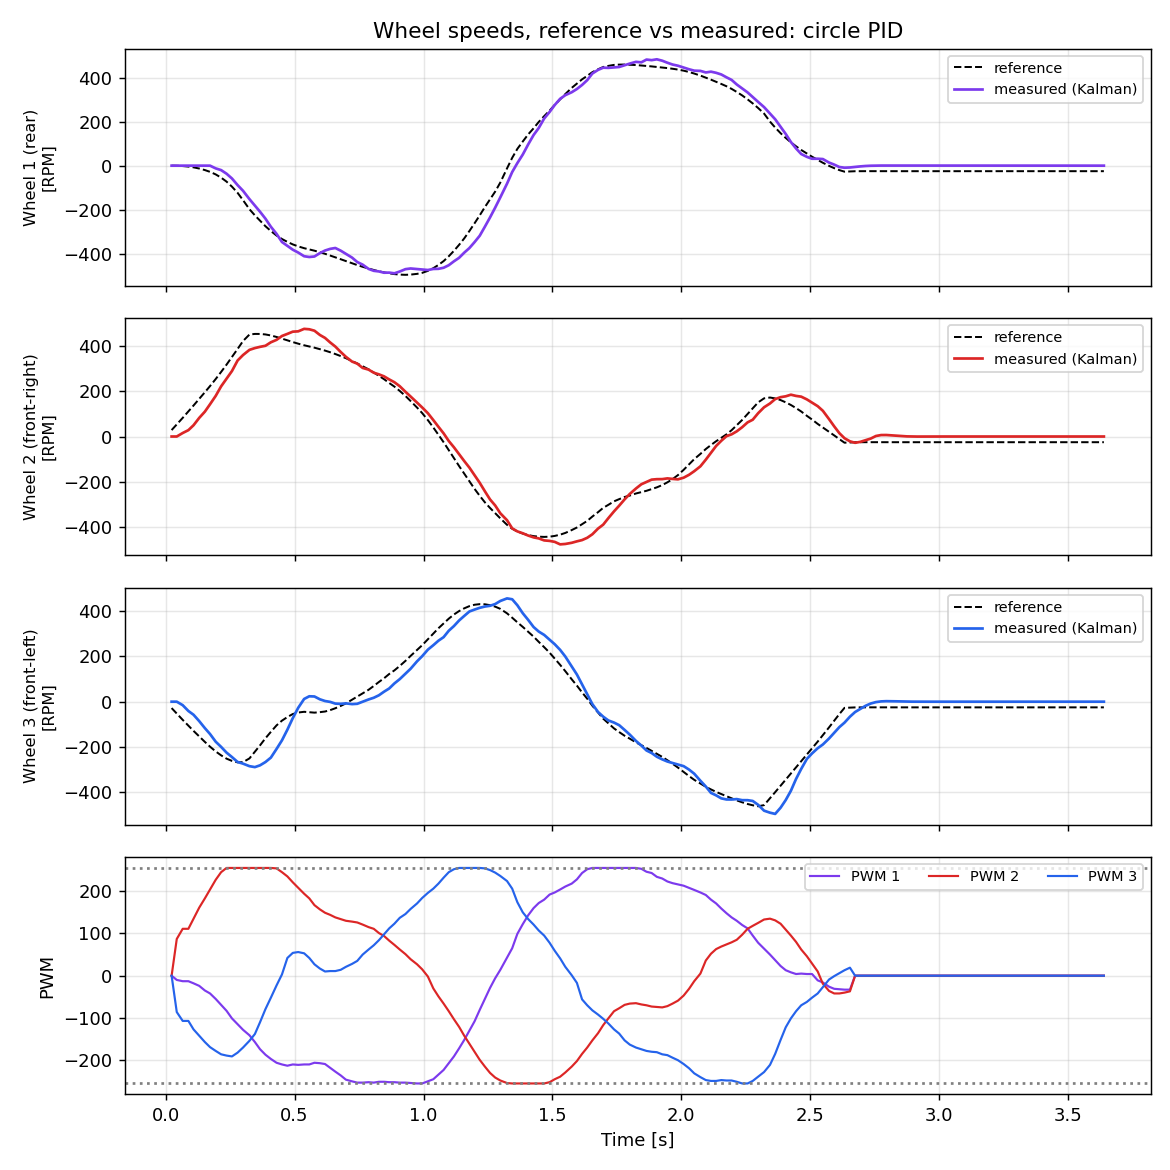 Wheel speeds, reference vs measured: circle PID
Wheel 1 (rear)
[RPM]
400
200
0
−200
−400
reference
measured (Kalman)
Wheel 2 (front-right)
[RPM]
400
200
0
−200
−400
reference
measured (Kalman)
Wheel 3 (front-left)
[RPM]
400
200
0
−200
−400
reference
measured (Kalman)
PWM
200
100
0
−100
−200
PWM 1 PWM 2 PWM 3
0.0 0.5 1.0 1.5 2.0 2.5 3.0 3.5
Time [s]